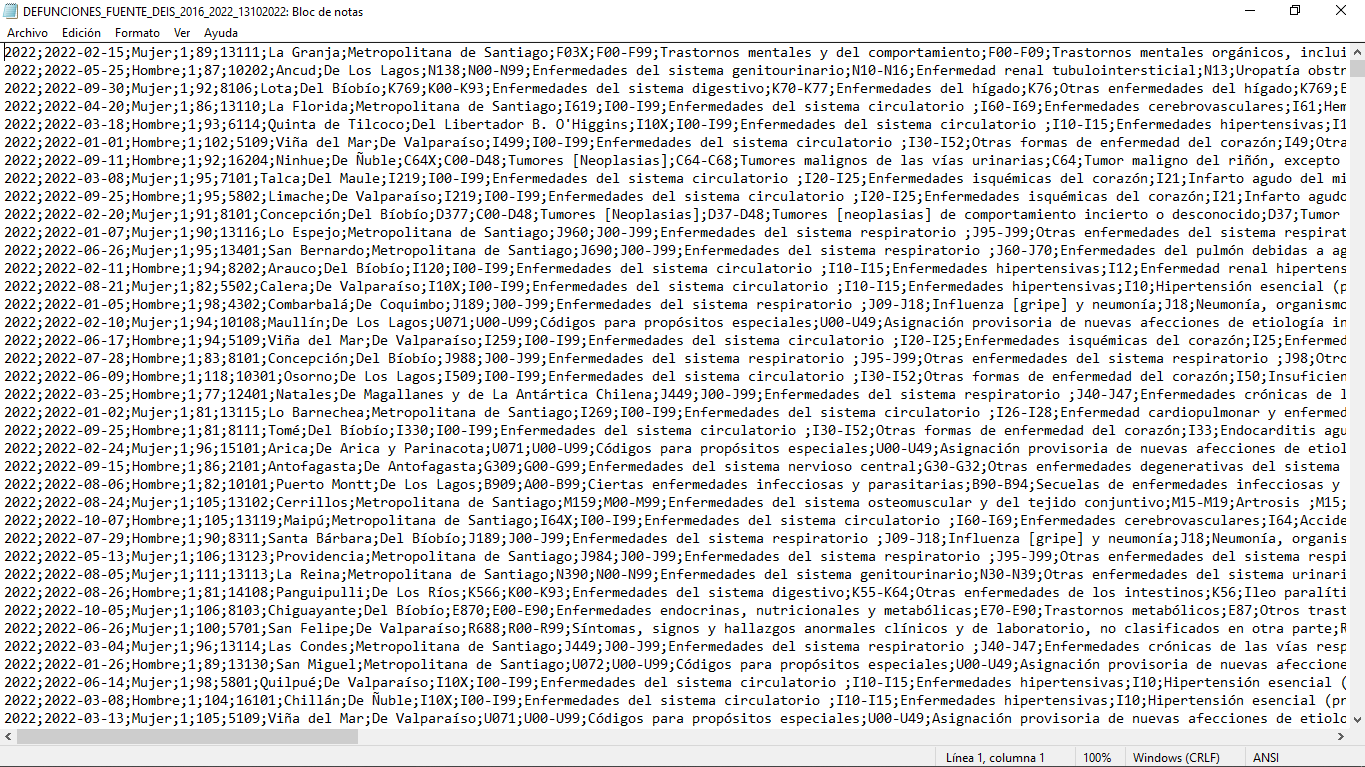 DEFUNCIONES_FUENTE_DEIS_2016_2022_13102022: Bloc de notas
Archivo Edición Formato Ver Ayuda
2022;2022-02-15;Mujer;1;89;13111;La Granja;Metropolitana de Santiago;F03X;F00-F99;Trastornos mentales y del comportamiento;F00-F09;Trastornos mentales orgánicos, inclui
2022;2022-05-25;Hombre;1;87;10202;Ancud;De Los Lagos;N138;N00-N99;Enfermedades del sistema genitourinario;N10-N16;Enfermedad renal tubulointersticial;N13;Uropatía obstr
2022;2022-09-30;Mujer;1;92;8106;Lota;Del Bíobío;K769;K00-K93;Enfermedades del sistema digestivo;K70-K77;Enfermedades del hígado;K76;Otras enfermedades del hígado;K769;E
2022;2022-04-20;Mujer;1;86;13110;La Florida;Metropolitana de Santiago;I619;I00-I99;Enfermedades del sistema circulatorio ;I60-I69;Enfermedades cerebrovasculares;I61;Hem
2022;2022-03-18;Hombre;1;93;6114;Quinta de Tilcoco;Del Libertador B. O'Higgins;I10X;I00-I99;Enfermedades del sistema circulatorio ;I10-I15;Enfermedades hipertensivas;I1
2022;2022-01-01;Mujer;1;102;5109;Viña del Mar;De Valparaíso;I499;I00-I99;Enfermedades del sistema circulatorio ;I30-I52;Otras formas de enfermedad del corazón;I49;Otra
2022;2022-09-11;Hombre;1;92;16204;Ninhue;De Ñuble;C64X;C00-D48;Tumores [Neoplasias];C64-C68;Tumores malignos de las vías urinarias;C64;Tumor maligno del riñón, excepto
2022;2022-03-08;Mujer;1;95;7101;Talca;Del Maule;I219;I00-I99;Enfermedades del sistema circulatorio ;I20-I25;Enfermedades isquémicas del corazón;I21;Infarto agudo del mi
2022;2022-09-25;Hombre;1;95;5802;Limache;De Valparaíso;I219;I00-I99;Enfermedades del sistema circulatorio ;I20-I25;Enfermedades isquémicas del corazón;I21;Infarto agudo
2022;2022-02-20;Mujer;1;91;8101;Concepción;Del Bíobío;D377;C00-D48;Tumores [Neoplasias];D37-D48;Tumores [neoplasias] de comportamiento incierto o desconocido;D37;Tumor
2022;2022-01-07;Mujer;1;90;13116;Lo Espejo;Metropolitana de Santiago;J960;J00-J99;Enfermedades del sistema respiratorio ;J95-J99;Otras enfermedades del sistema respirat
2022;2022-06-26;Mujer;1;95;13401;San Bernardo;Metropolitana de Santiago;J690;J00-J99;Enfermedades del sistema respiratorio ;J60-J70;Enfermedades del pulmón debidas a ag
2022;2022-02-11;Hombre;1;94;8202;Arauco;Del Bíobío;I120;I00-I99;Enfermedades del sistema circulatorio ;I10-I15;Enfermedades hipertensivas;I12;Enfermedad renal hipertens
2022;2022-08-21;Mujer;1;82;5502;Calera;De Valparaíso;I10X;I00-I99;Enfermedades del sistema circulatorio ;I10-I15;Enfermedades hipertensivas;I10;Hipertensión esencial (p
2022;2022-01-05;Hombre;1;98;4302;Combarbalá;De Coquimbo;J189;J00-J99;Enfermedades del sistema respiratorio ;J09-J18;Influenza [gripe] y neumonía;J18;Neumonía, organismo
2022;2022-02-10;Mujer;1;94;10108;Maullín;De Los Lagos;U071;U00-U99;Códigos para propósitos especiales;U00-U49;Asignación provisoria de nuevas afecciones de etiología in
2022;2022-06-17;Mujer;1;94;5109;Viña del Mar;De Valparaíso;I259;I00-I99;Enfermedades del sistema circulatorio ;I20-I25;Enfermedades isquémicas del corazón;I25;Enfermed
2022;2022-07-28;Mujer;1;83;8101;Concepción;Del Bíobío;J988;J00-J99;Enfermedades del sistema respiratorio ;J95-J99;Otras enfermedades del sistema respiratorio ;J98;Otrc
2022;2022-06-09;Hombre;1;118;10301;Osorno;De Los Lagos;I509;I00-I99;Enfermedades del sistema circulatorio ;I30-I52;Otras formas de enfermedad del corazón;I50;Insuficien
2022;2022-03-25;Hombre;1;77;12401;Natales;De Magallanes y de La Antártica Chilena;J449;J00-J99;Enfermedades del sistema respiratorio ;J40-J47;Enfermedades crónicas de l
2022;2022-01-02;Mujer;1;81;13115;Lo Barnechea;Metropolitana de Santiago;I269;I00-I99;Enfermedades del sistema circulatorio ;I26-I28;Enfermedad cardiopulmonar y enfermed
2022;2022-09-25;Hombre;1;81;8111;Tomé;Del Bíobío;I330;I00-I99;Enfermedades del sistema circulatorio ;I30-I52;Otras formas de enfermedad del corazón;I33;Endocarditis agu
2022;2022-02-24;Mujer;1;96;15101;Arica;De Arica y Parinacota;U071;U00-U99;Códigos para propósitos especiales;U00-U49;Asignación provisoria de nuevas afecciones de etiol
2022;2022-09-15;Hombre;1;86;2101;Antofagasta;De Antofagasta;G309;G00-G99;Enfermedades del sistema nervioso central;G30-G32;Otras enfermedades degenerativas del sistema
2022;2022-08-06;Hombre;1;82;10101;Puerto Montt;De Los Lagos;B909;A00-B99;Ciertas enfermedades infecciosas y parasitarias;B90-B94;Secuelas de enfermedades infecciosas y
2022;2022-08-24;Mujer;1;105;13102;Cerrillos;Metropolitana de Santiago;M159;M00-M99;Enfermedades del sistema osteomuscular y del tejido conjuntivo;M15-M19;Artrosis ;M15;
2022;2022-10-07;Hombre;1;105;13119;Maipú;Metropolitana de Santiago;I64X;I00-I99;Enfermedades del sistema circulatorio ;I60-I69;Enfermedades cerebrovasculares;I64;Accide
2022;2022-07-29;Hombre;1;90;8311;Santa Bárbara;Del Bíobío;J189;J00-J99;Enfermedades del sistema respiratorio ;J09-J18;Influenza [gripe] y neumonía;J18;Neumonía, organis
2022;2022-05-13;Mujer;1;106;13123;Providencia;Metropolitana de Santiago;J984;J00-J99;Enfermedades del sistema respiratorio ;J95-J99;Otras enfermedades del sistema respi
2022;2022-08-05;Mujer;1;111;13113;La Reina;Metropolitana de Santiago;N390;N00-N99;Enfermedades del sistema genitourinario;N30-N39;Otras enfermedades del sistema urinari
2022;2022-08-26;Hombre;1;81;14108;Panguipulli;De Los Ríos;K566;K00-K93;Enfermedades del sistema digestivo;K55-K64;Otras enfermedades de los intestinos;K56;Ileo paralíti
2022;2022-10-05;Mujer;1;106;8103;Chiguayante;Del Bíobío;E870;E00-E90;Enfermedades endocrinas, nutricionales y metabólicas;E70-E90;Trastornos metabólicos;E87;Otros trast
2022;2022-06-26;Mujer;1;100;5701;San Felipe;De Valparaíso;R688;R00-R99;Síntomas, signos y hallazgos anormales clínicos y de laboratorio, no clasificados en otra parte;R
2022;2022-03-04;Mujer;1;96;13114;Las Condes;Metropolitana de Santiago;J449;J00-J99;Enfermedades del sistema respiratorio ;J40-J47;Enfermedades crónicas de las vías resp
2022;2022-01-26;Hombre;1;89;13130;San Miguel;Metropolitana de Santiago;U072;U00-U99;Códigos para propósitos especiales;U00-U49;Asignación provisoria de nuevas afeccione
2022;2022-06-14;Mujer;1;98;5801;Quilpué;De Valparaíso;I10X;I00-I99;Enfermedades del sistema circulatorio ;I10-I15;Enfermedades hipertensivas;I10;Hipertensión esencial (
2022;2022-03-08;Hombre;1;104;16101;Chillán;De Ñuble;I10X;I00-I99;Enfermedades del sistema circulatorio ;I10-I15;Enfermedades hipertensivas;I10;Hipertensión esencial (pr
2022;2022-03-13;Mujer;1;105;5109;Viña del Mar;De Valparaíso;U071;U00-U99;Códigos para propósitos especiales;U00-U49;Asignación provisoria de nuevas afecciones de etiolc
Línea 1, columna 1 100% Windows (CRLF) ANSI